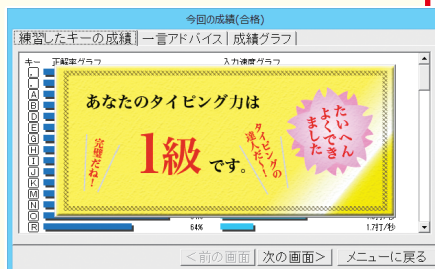 今回の成績(合格)
練習したキーの成績 一言アドバイス 成績グラフ
キー 正解率グラフ 入力速度グラフ
A
B
D
E
G
H
I
J
K
M
N
O
R
あなたのタイピング力は
1級です。
完璧だね!
タイピングの
達人だ〜!
たいへん
よくでき
ました
64% 1.7打/秒
<前の画面 次の画面> メニューに戻る